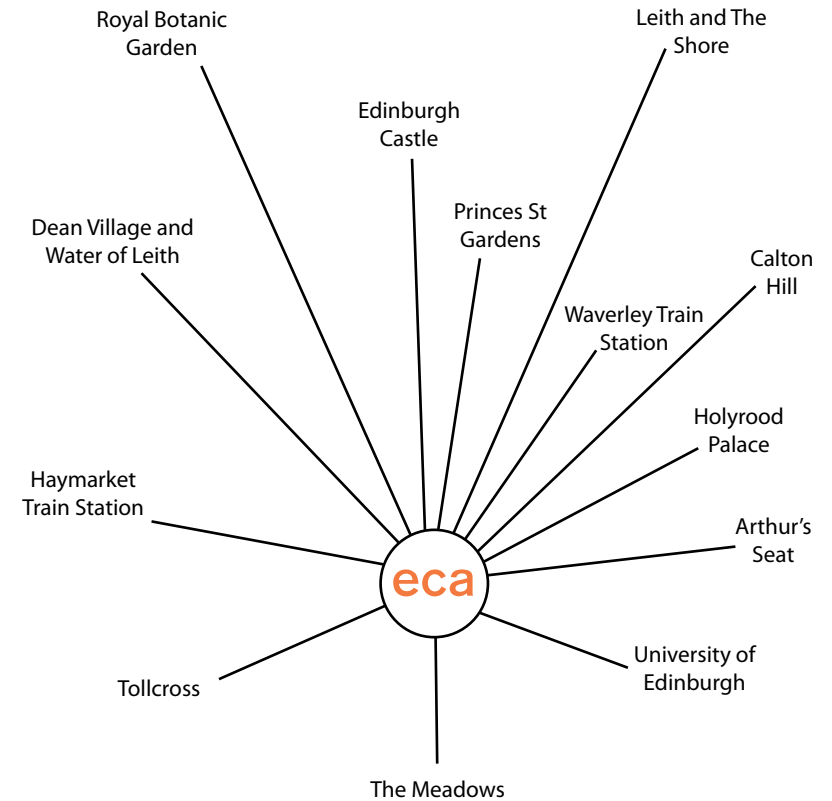 Royal Botanic
Garden
Leith and The
Shore
Edinburgh
Castle
Princes St
Gardens
Dean Village and
Water of Leith
Calton
Hill
Waverley Train
Station
Holyrood
Palace
Haymarket
Train Station
Arthur's
Seat
eca
University of
Edinburgh
Tollcross
The Meadows